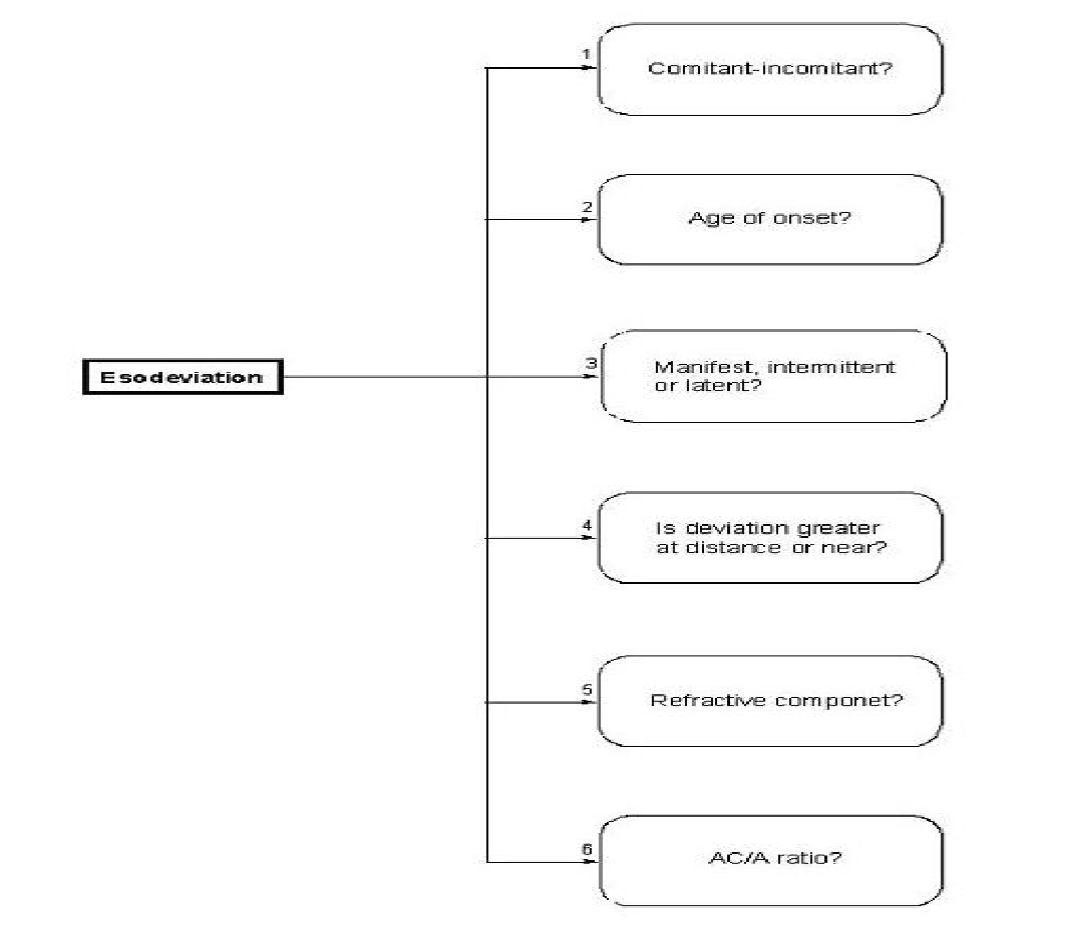 1
Comitant-incomitant?
2
Age of onset?
Esodeviation
3
Manifest, intermittent
or latent?
4
Is deviation greater
at distance or near?
5
Refractive componet?
6
AC/A ratio?